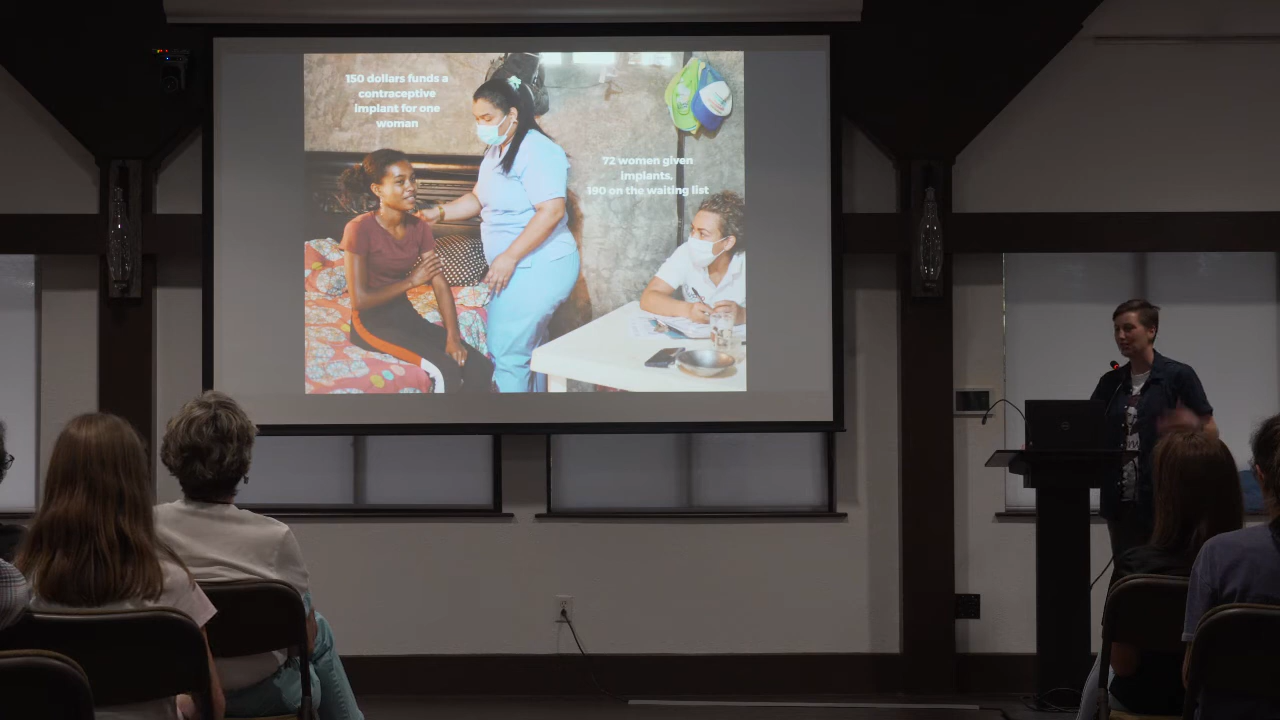 150 dollars funds a
contraceptive
implant for one
woman
72 women given
implants,
190 on the waiting list